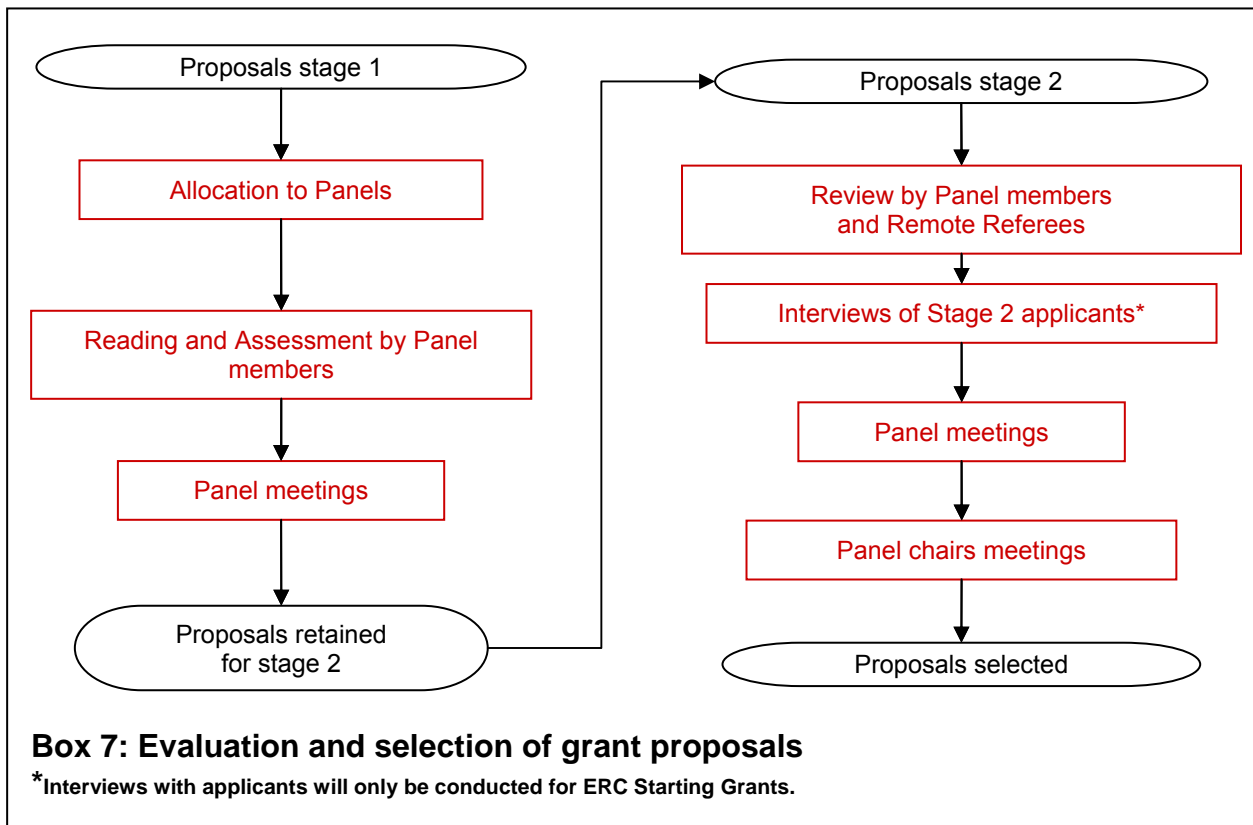 Proposals stage 1
Allocation to Panels
Reading and Assessment by Panel
members
Panel meetings
Proposals retained
for stage 2
Proposals stage 2
Review by Panel members
and Remote Referees
Interviews of Stage 2 applicants*
Panel meetings
Panel chairs meetings
Proposals selected
Box 7: Evaluation and selection of grant proposals
*Interviews with applicants will only be conducted for ERC Starting Grants.